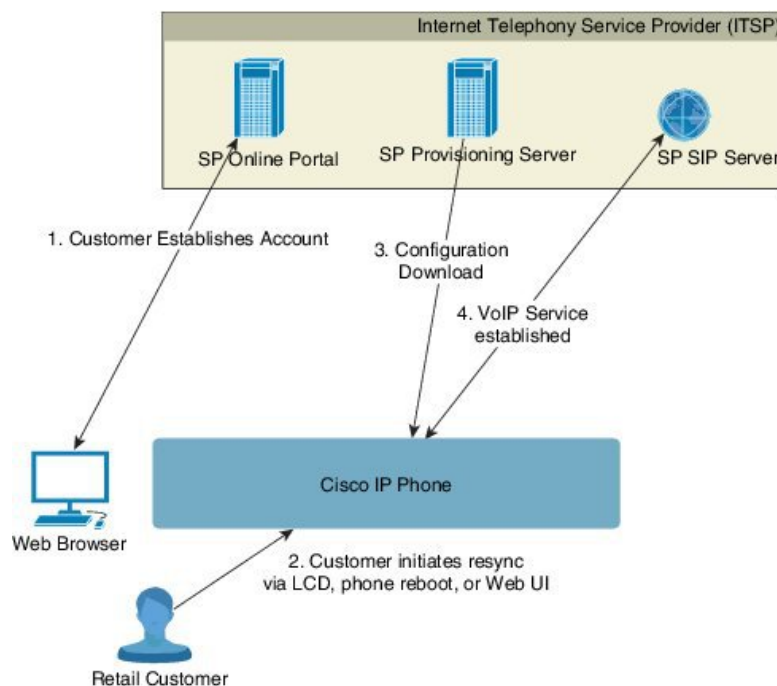 Internet Telephony Service Provider (ITSP)
SP Online Portal
SP Provisioning Server
SP SIP Server
1. Customer Establishes Account
3. Configuration
Download
4. VoIP Service
established
Cisco IP Phone
Web Browser
2. Customer initiates resync
via LCD, phone reboot, or Web UI
Retail Customer